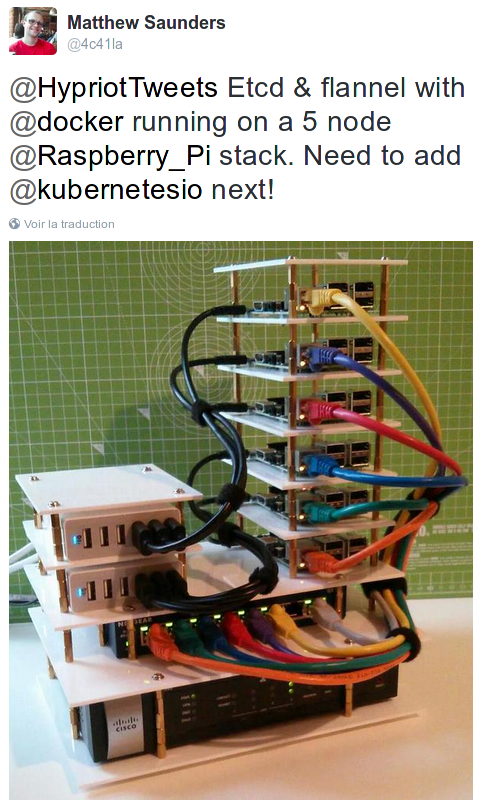 Matthew Saunders
@4c41la
@HypriotTweets Etcd & flannel with
@docker running on a 5 node
@Raspberry_Pi stack. Need to add
@kubernetesio next!
Voir la traduction
NETGEAR
CISCO